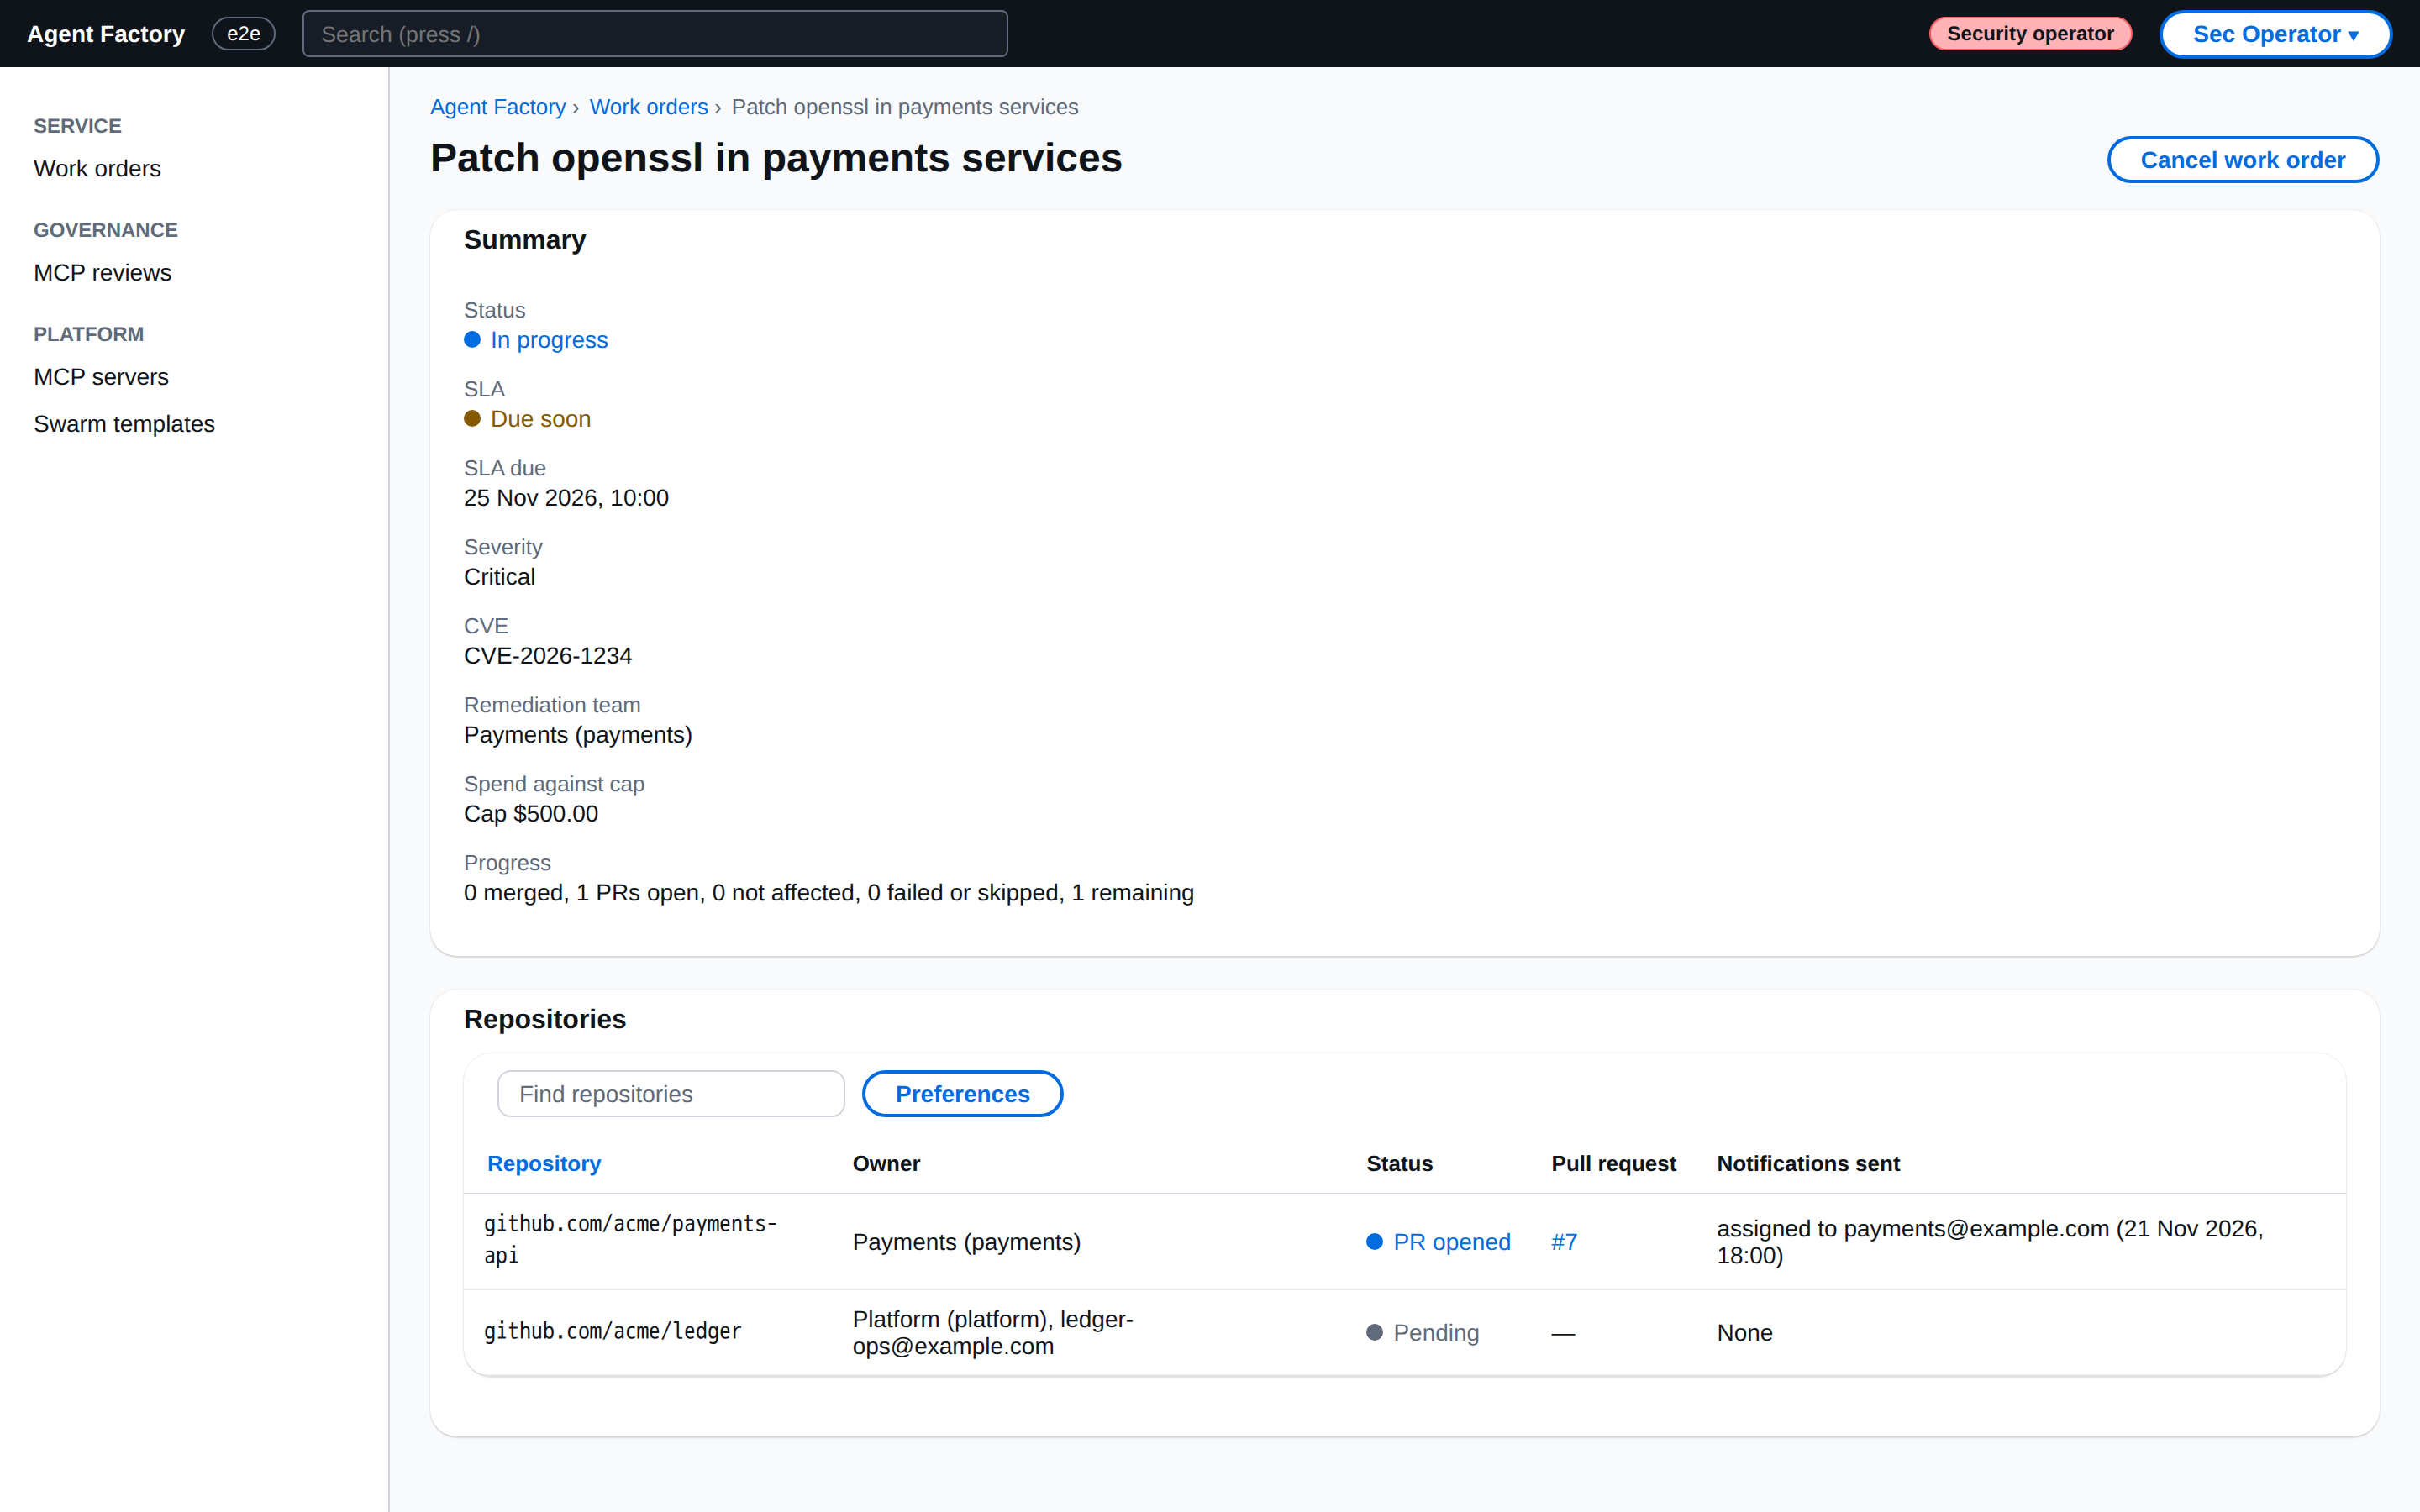 Agent Factory
e2e
Search (press /)
Security operator
Sec Operator ▾
SERVICE
Work orders
GOVERNANCE
MCP reviews
PLATFORM
MCP servers
Swarm templates
Agent Factory › Work orders › Patch openssl in payments services
Patch openssl in payments services
Cancel work order
Summary
Status
In progress
SLA
Due soon
SLA due
25 Nov 2026, 10:00
Severity
Critical
CVE
CVE-2026-1234
Remediation team
Payments (payments)
Spend against cap
Cap $500.00
Progress
0 merged, 1 PRs open, 0 not affected, 0 failed or skipped, 1 remaining
Repositories
Find repositories
Preferences
Repository Owner Status Pull request Notifications sent
github.com/acme/payments-
api
Payments (payments)
PR opened
#7
assigned to payments@example.com (21 Nov 2026,
18:00)
github.com/acme/ledger
Platform (platform), ledger-
ops@example.com
Pending
—
None